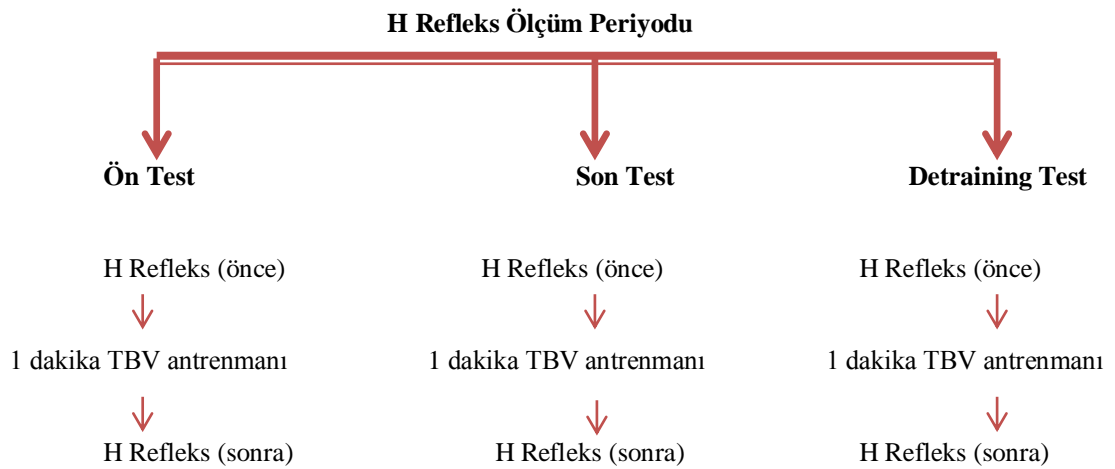 H Refleks Ölçüm Periyodu
Ön Test
Son Test
Detraining Test
H Refleks (önce)
H Refleks (önce)
H Refleks (önce)
1 dakika TBV antrenmanı
1 dakika TBV antrenmanı
1 dakika TBV antrenmanı
H Refleks (sonra)
H Refleks (sonra)
H Refleks (sonra)